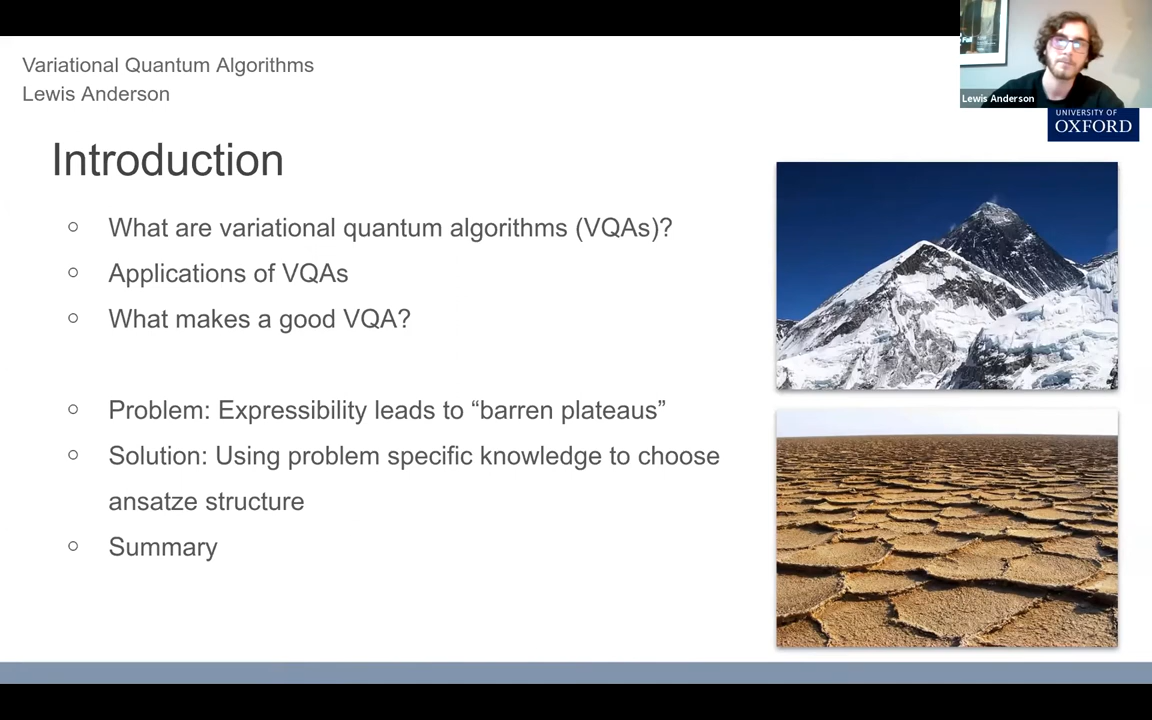 Variational Quantum Algorithms
Lewis Anderson
Lewis Anderson
UNIVERSITY OF
OXFORD
Introduction
What are variational quantum algorithms (VQAs)?
Applications of VQAs
What makes a good VQA?
Problem: Expressibility leads to “barren plateaus”
Solution: Using problem specific knowledge to choose
ansatze structure
Summary